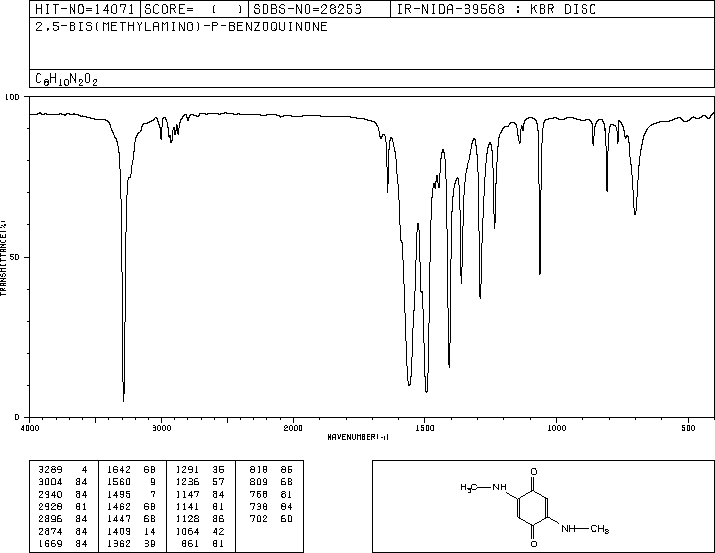 HIT-NO=14071 SCORE= ( ) SDBS-NO=28253 IR-NIDA-39568 : KBR DISC
2,5-BIS(METHYLAMINO)-P-BENZOQUINONE
C8H10N2O2
100
TRANSMITTANCE(%)
50
0
4000 3000 2000 1500 1000 500
WAVENUMBER(-1)
3289 4 1642 68 1291 36 818 86
3004 84 1560 9 1236 57 809 68
2940 84 1495 7 1147 84 768 81
2928 81 1462 68 1141 81 738 84
2896 84 1447 68 1128 86 702 60
2874 84 1409 14 1064 42
1669 84 1362 39 861 81
O
H3C NH
NH CH3
O